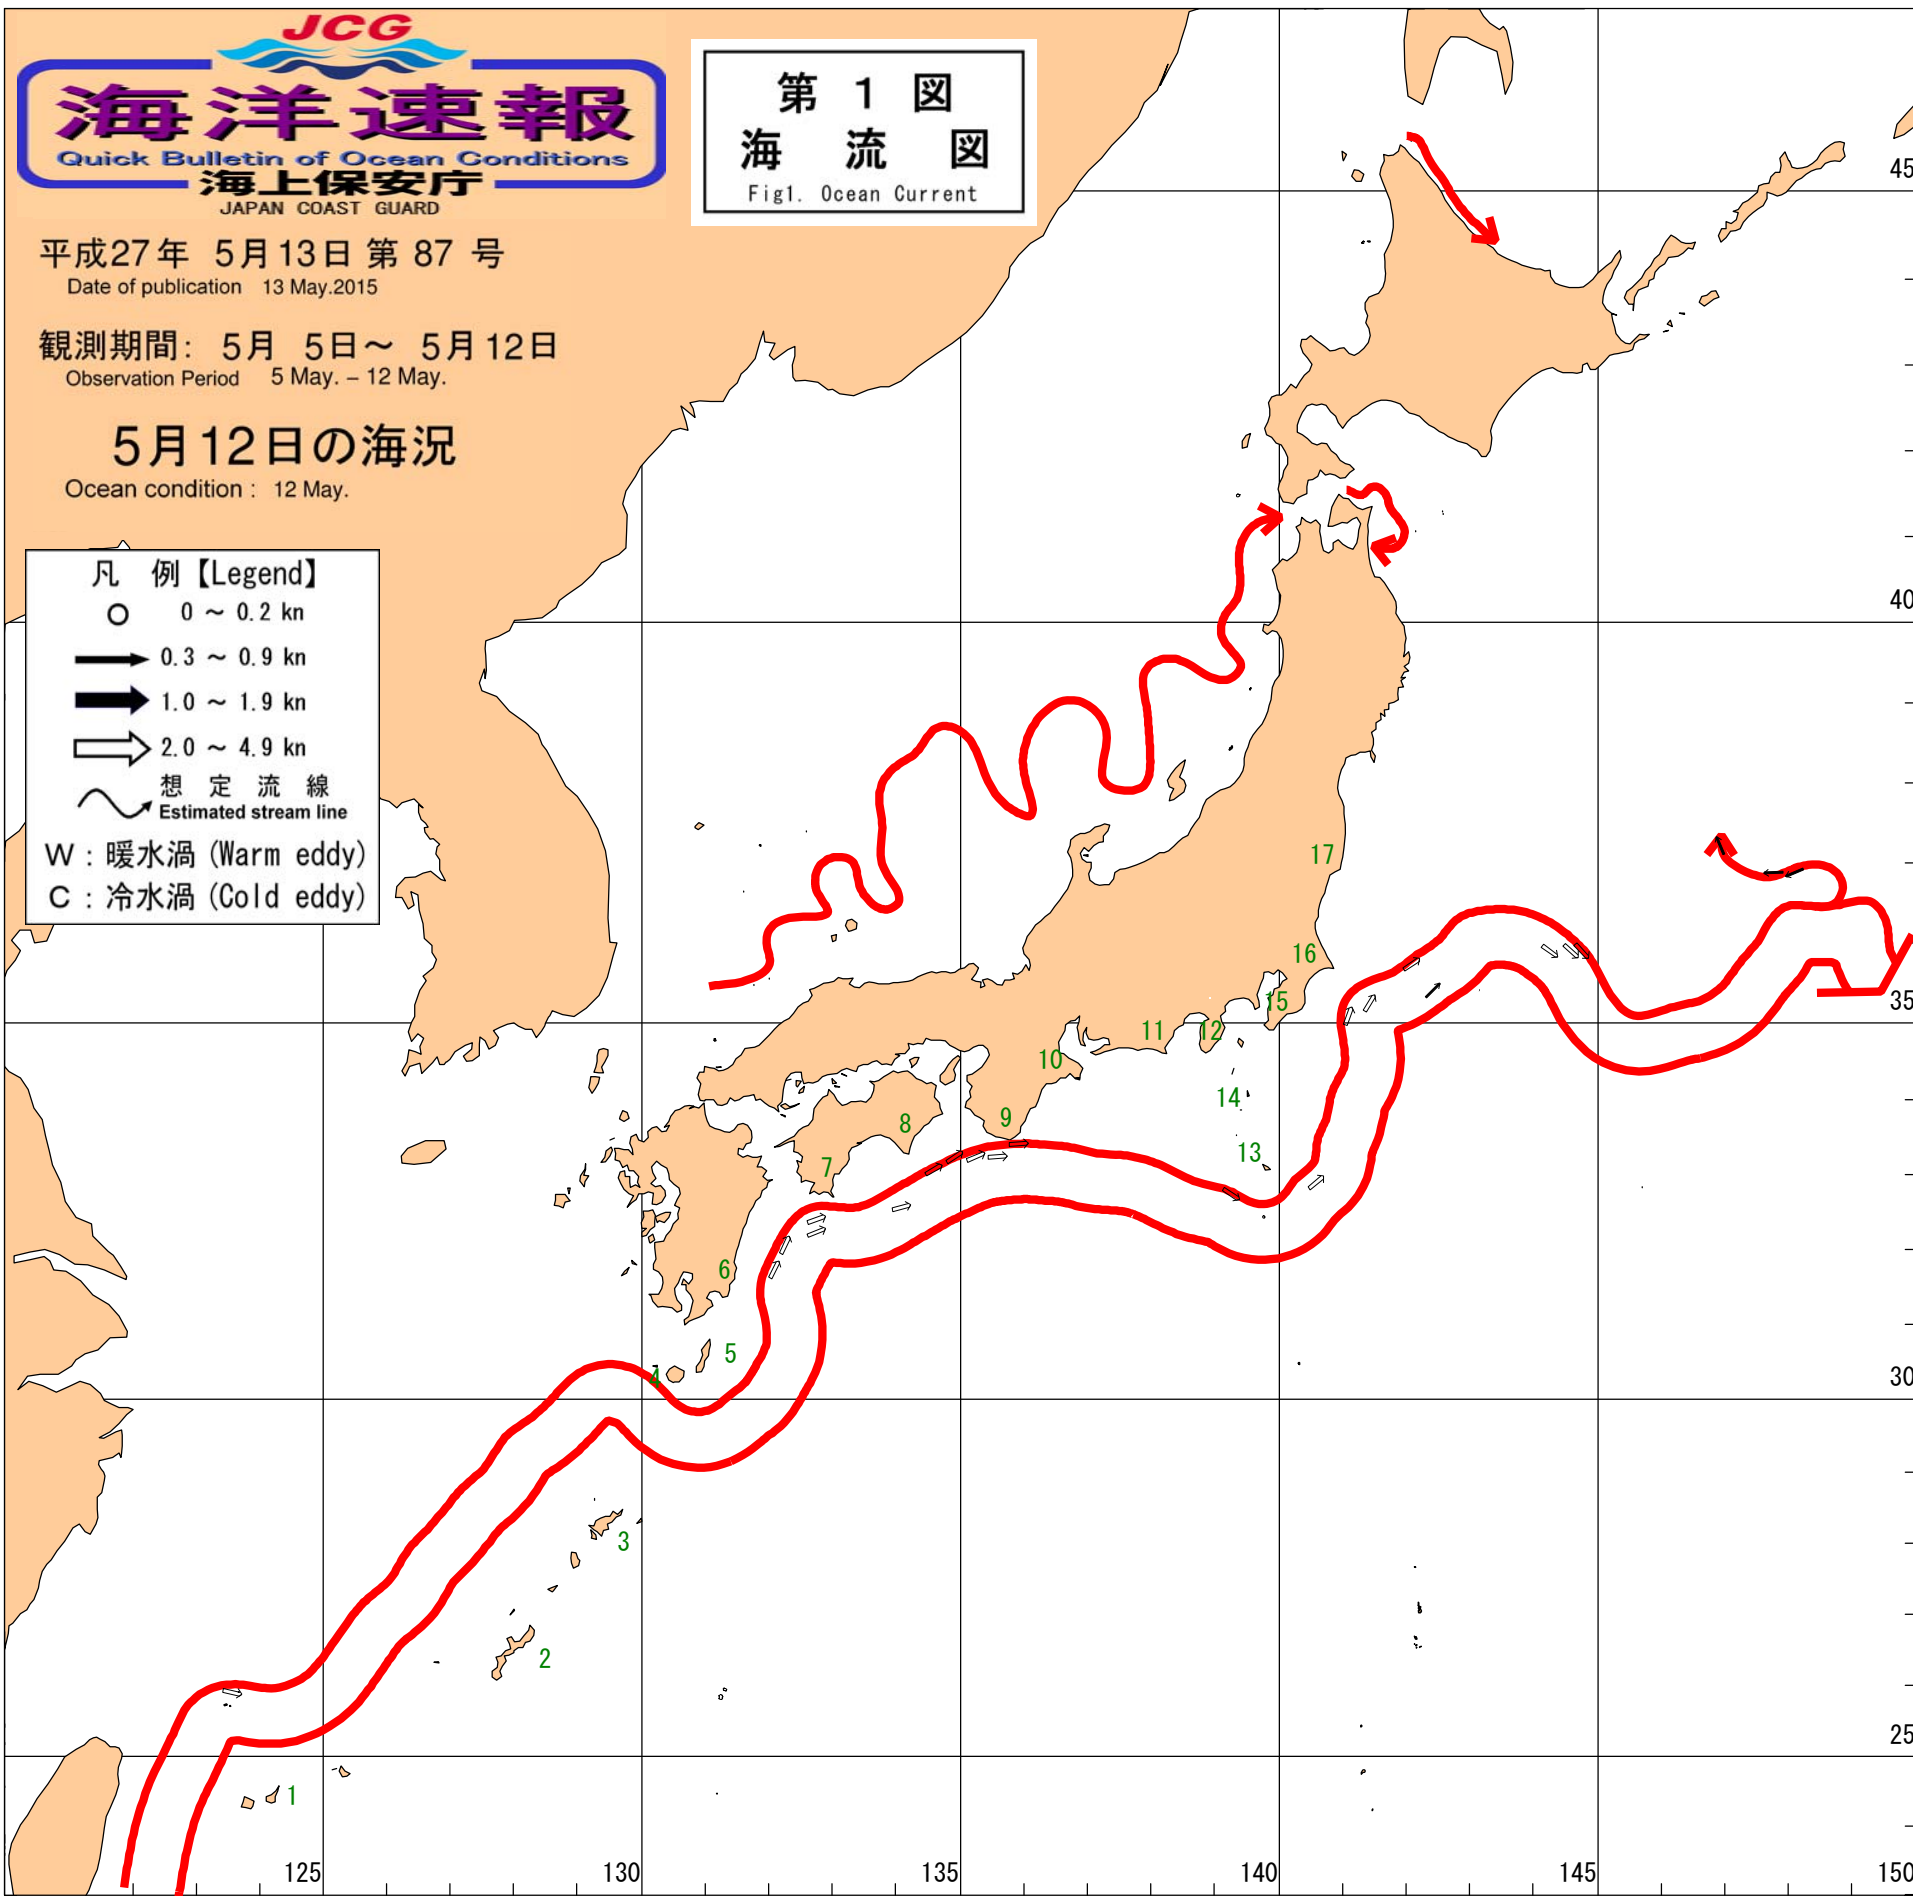 JCG
海洋速報
Quick Bulletin of Ocean Conditions
海上保安庁
JAPAN COAST GUARD
平成27年 5月13日 第 87 号
Date of publication 13 May.2015
観測期間： 5月 5日～ 5月12日
Observation Period 5 May. – 12 May.
5月12日の海況
Ocean condition : 12 May.
第 1 図
海 流 図
Fig1. Ocean Current
凡 例【Legend】
0 ～ 0.2 kn
0.3 ～ 0.9 kn
1.0 ～ 1.9 kn
2.0 ～ 4.9 kn
想 定 流 線
Estimated stream line
W：暖水渦 (Warm eddy)
C：冷水渦 (Cold eddy)
45
40
35
30
25
17
16
15
12
11
10
14
9
8
13
7
6
5
4
3
2
1
125
130
135
140
145
150